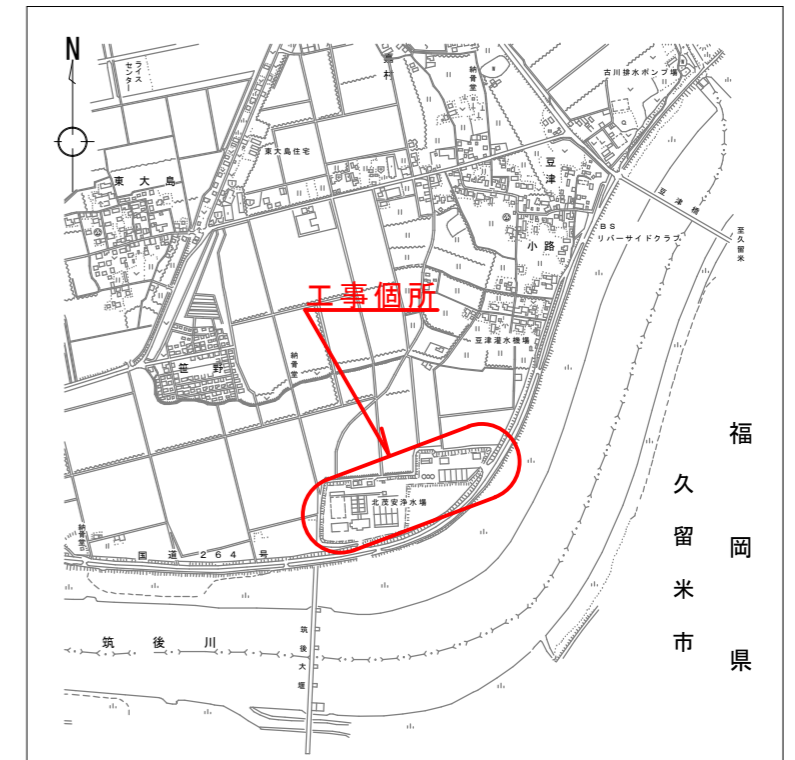 N
ライス
センター
納骨堂
古川排水ポンプ場
東大島住宅
東大島
豆津
豆津橋
至久留米
BS
リバーサイドクラブ
小路
工事個所
豆津灌水機場
納骨堂
笹野
福岡県
久留米市
北茂安浄水場
納骨堂
国道264号
筑後川
筑後大堰